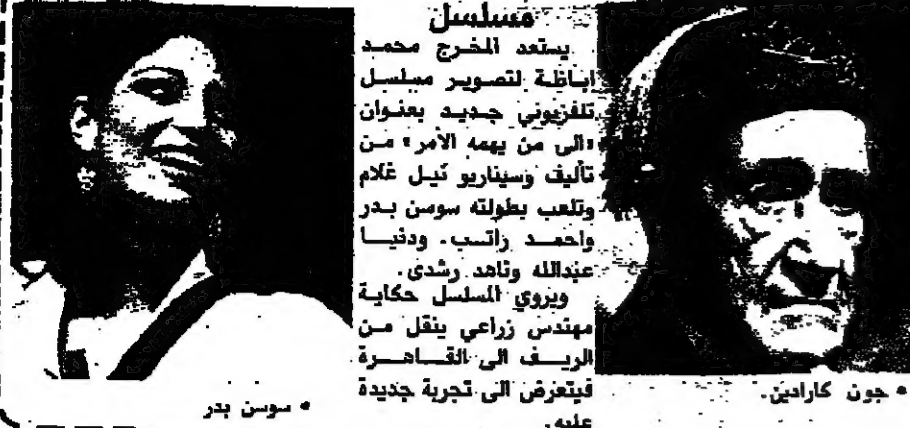 مسلسل
يستعد المخرج محمد
اباظة لتصوير مسلسل
تلفزيوني جديد بعنوان
«الى من يهمه الأمر» من
تأليف وسيناريو نبيل غلام
وتلعب بطولته سوسن بدر
واحمد راتب. ودنيا
عبدالله وناهد رشدي.
ويروي المسلسل حكاية
مهندس زراعي ينقل من
الريف الى القاهرة
فيتعرض الى تجربة جديدة
عليه.
• جون كارادين.
• سوسن بدر